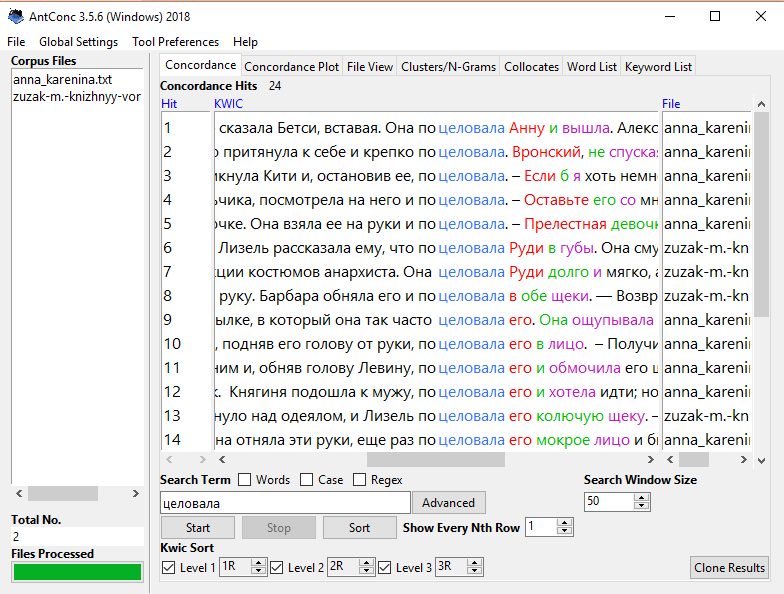 AntConc 3.5.6 (Windows) 2018
File Global Settings Tool Preferences Help
Corpus Files
anna_karenina.txt
zuzak-m.-knizhnyy-vor
Total No.
2
Files Processed
Concordance Concordance Plot File View Clusters/N-Grams Collocates Word List Keyword List
Concordance Hits 24
Hit KWIC File
1 сказала Бетси, вставая. Она поцеловала Анну и вышла. Алекс anna_kareni
2 притянула к себе и крепко поцеловала. Вронский, не спуска anna_kareni
3 икнула Кити и, остановив ее, поцеловала. – Если б я хоть немн anna_kareni
4 ьчика, посмотрела на него и поцеловала. – Оставьте его со мн anna_kareni
5 очке. Она взяла ее на руки и поцеловала. – Прелестная девочк anna_kareni
6 Лизель рассказала ему, что поцеловала Руди в губы. Она сму zuzak-m.-kn
7 ции костюмов анархиста. Она целовала Руди долго и мягко, zuzak-m.-kn
8 руку. Барбара обняла его и поцеловала в обе щеки. — Возвр zuzak-m.-kn
9 ылке, в который она так часто целовала его. Она ощупывала anna_kareni
10 , подняв его голову от руки, поцеловала его в лицо. – Получи anna_kareni
11 ним и, обняв голову Левину, поцеловала его и обмочила его anna_kareni
12 Княгиня подошла к мужу, поцеловала его и хотела идти; но anna_kareni
13 нуло над одеялом, и Лизель поцеловала его колючую щеку. – zuzak-m.-kn
14 на отняла эти руки, еще раз поцеловала его мокрое лицо и anna_kareni
Search Term Words Case Regex Search Window Size
целовала Advanced 50
Start Stop Sort Show Every Nth Row 1
Kwic Sort
Level 1 1R Level 2 2R Level 3 3R Clone Results